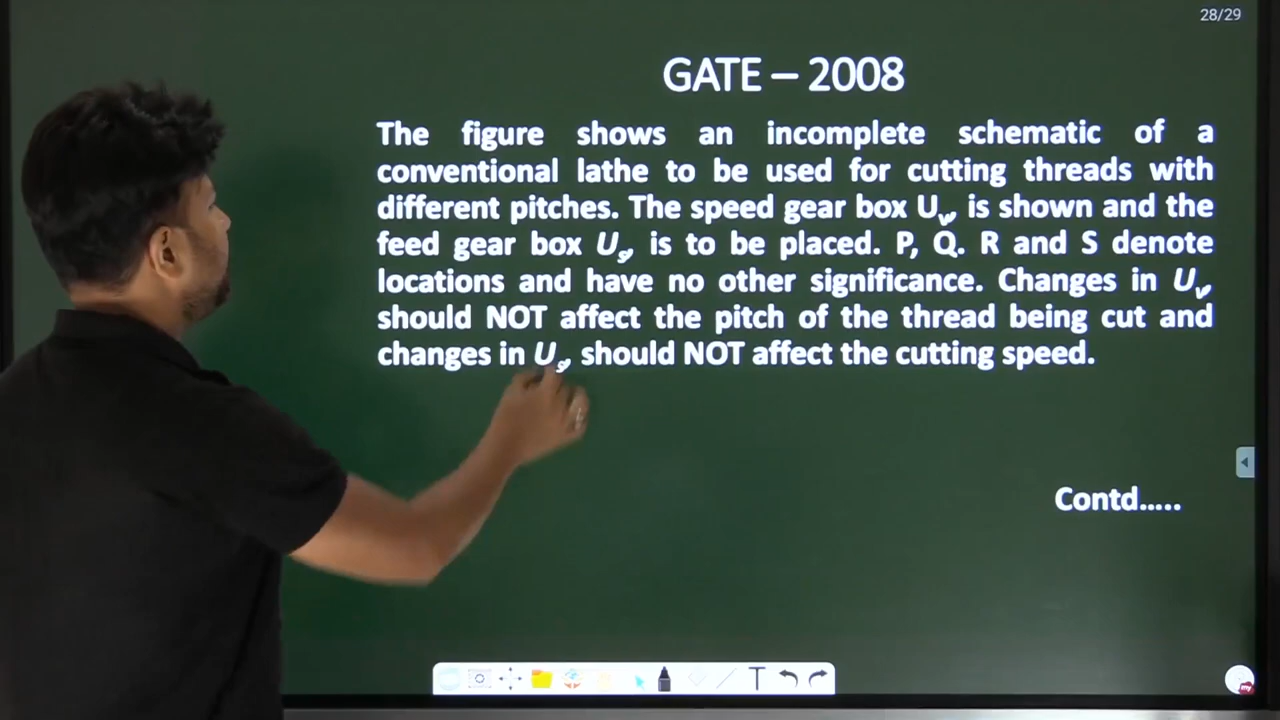 28/29
GATE – 2008
The figure shows an incomplete schematic of a
conventional lathe to be used for cutting threads with
different pitches. The speed gear box Uv, is shown and the
feed gear box Us, is to be placed. P, Q. R and S denote
locations and have no other significance. Changes in Uv,
should NOT affect the pitch of the thread being cut and
changes in Us, should NOT affect the cutting speed.
Contd.....
T